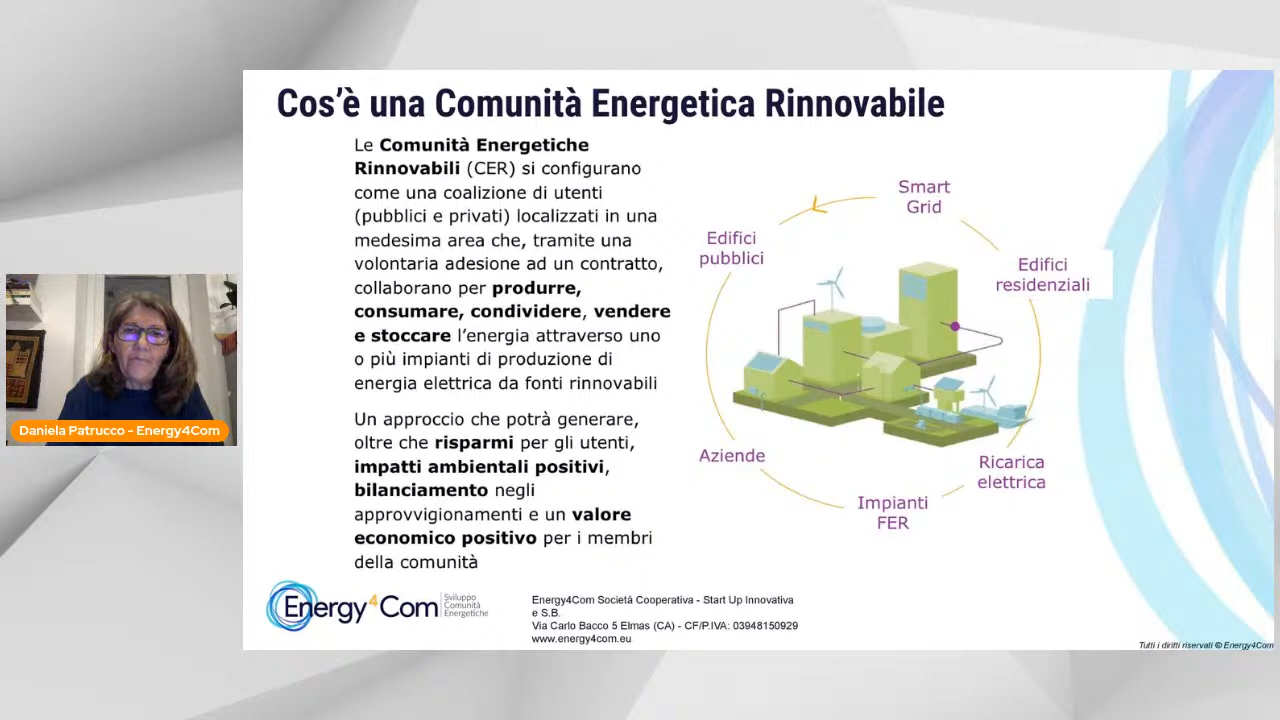 Cos'è una Comunità Energetica Rinnovabile
Le Comunità Energetiche
Rinnovabili (CER) si configurano
come una coalizione di utenti
(pubblici e privati) localizzati in una
medesima area che, tramite una
volontaria adesione ad un contratto,
collaborano per produrre,
consumare, condividere, vendere
e stoccare l'energia attraverso uno
o più impianti di produzione di
energia elettrica da fonti rinnovabili
Un approccio che potrà generare,
oltre che risparmi per gli utenti,
impatti ambientali positivi,
bilanciamento negli
approvvigionamenti e un valore
economico positivo per i membri
della comunità
Smart
Grid
Edifici
residenziali
Ricarica
elettrica
Impianti
FER
Aziende
Edifici
pubblici
Daniela Patrucco - Energy4Com
Energy4Com
Sviluppo
Comunità
Energetiche
Energy4Com Società Cooperativa - Start Up Innovativa
e S.B.
Via Carlo Bacco 5 Elmas (CA) - CF/P.IVA: 03948150929
www.energy4com.eu
Tutti i diritti riservati © Energy4Com